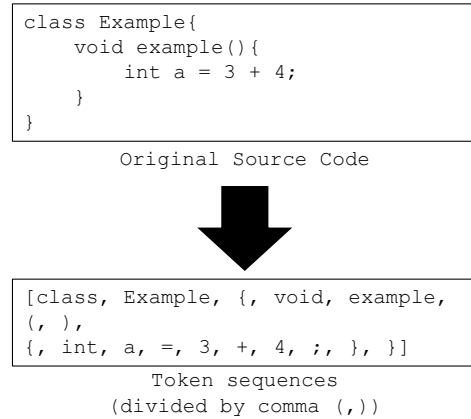 class Example{
    void example(){
        int a = 3 + 4;
    }
}
Original Source Code
[class, Example, {, void, example,
(, ),
{, int, a, =, 3, +, 4, ;, }, }]
Token sequences
(divided by comma (,))